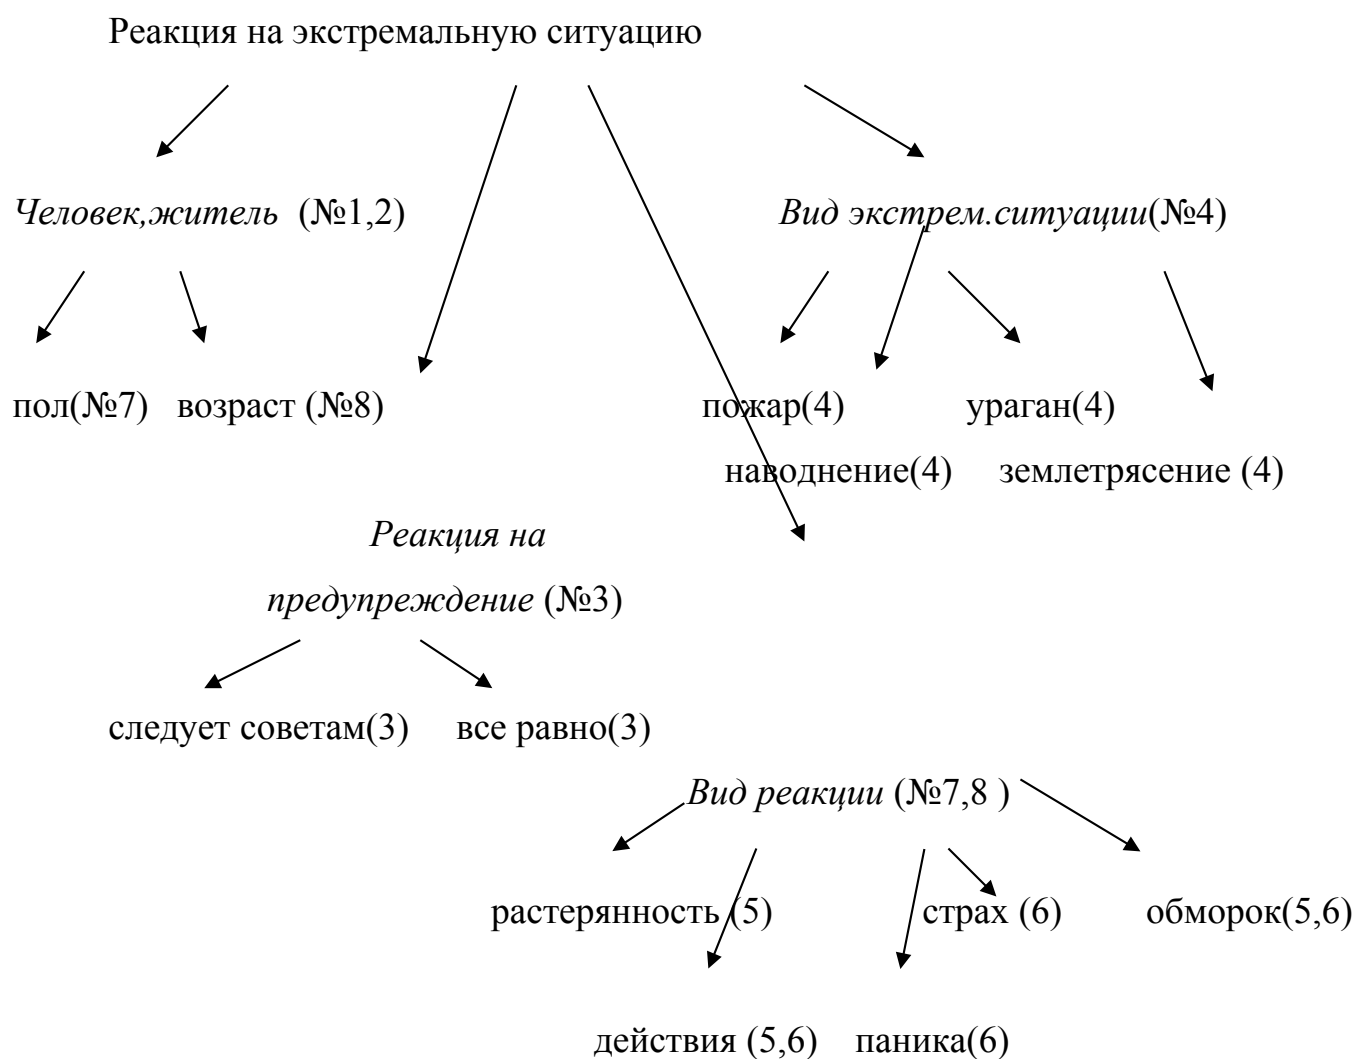 Реакция на экстремальную ситуацию
Человек,житель (№1,2) Вид экстрем.ситуации(№4)
пол(№7) возраст (№8) пожар(4) ураган(4)
наводнение(4) землетрясение (4)
Реакция на
предупреждение (№3)
следует советам(3) все равно(3)
Вид реакции (№7,8 )
растерянность (5) страх (6) обморок(5,6)
действия (5,6) паника(6)